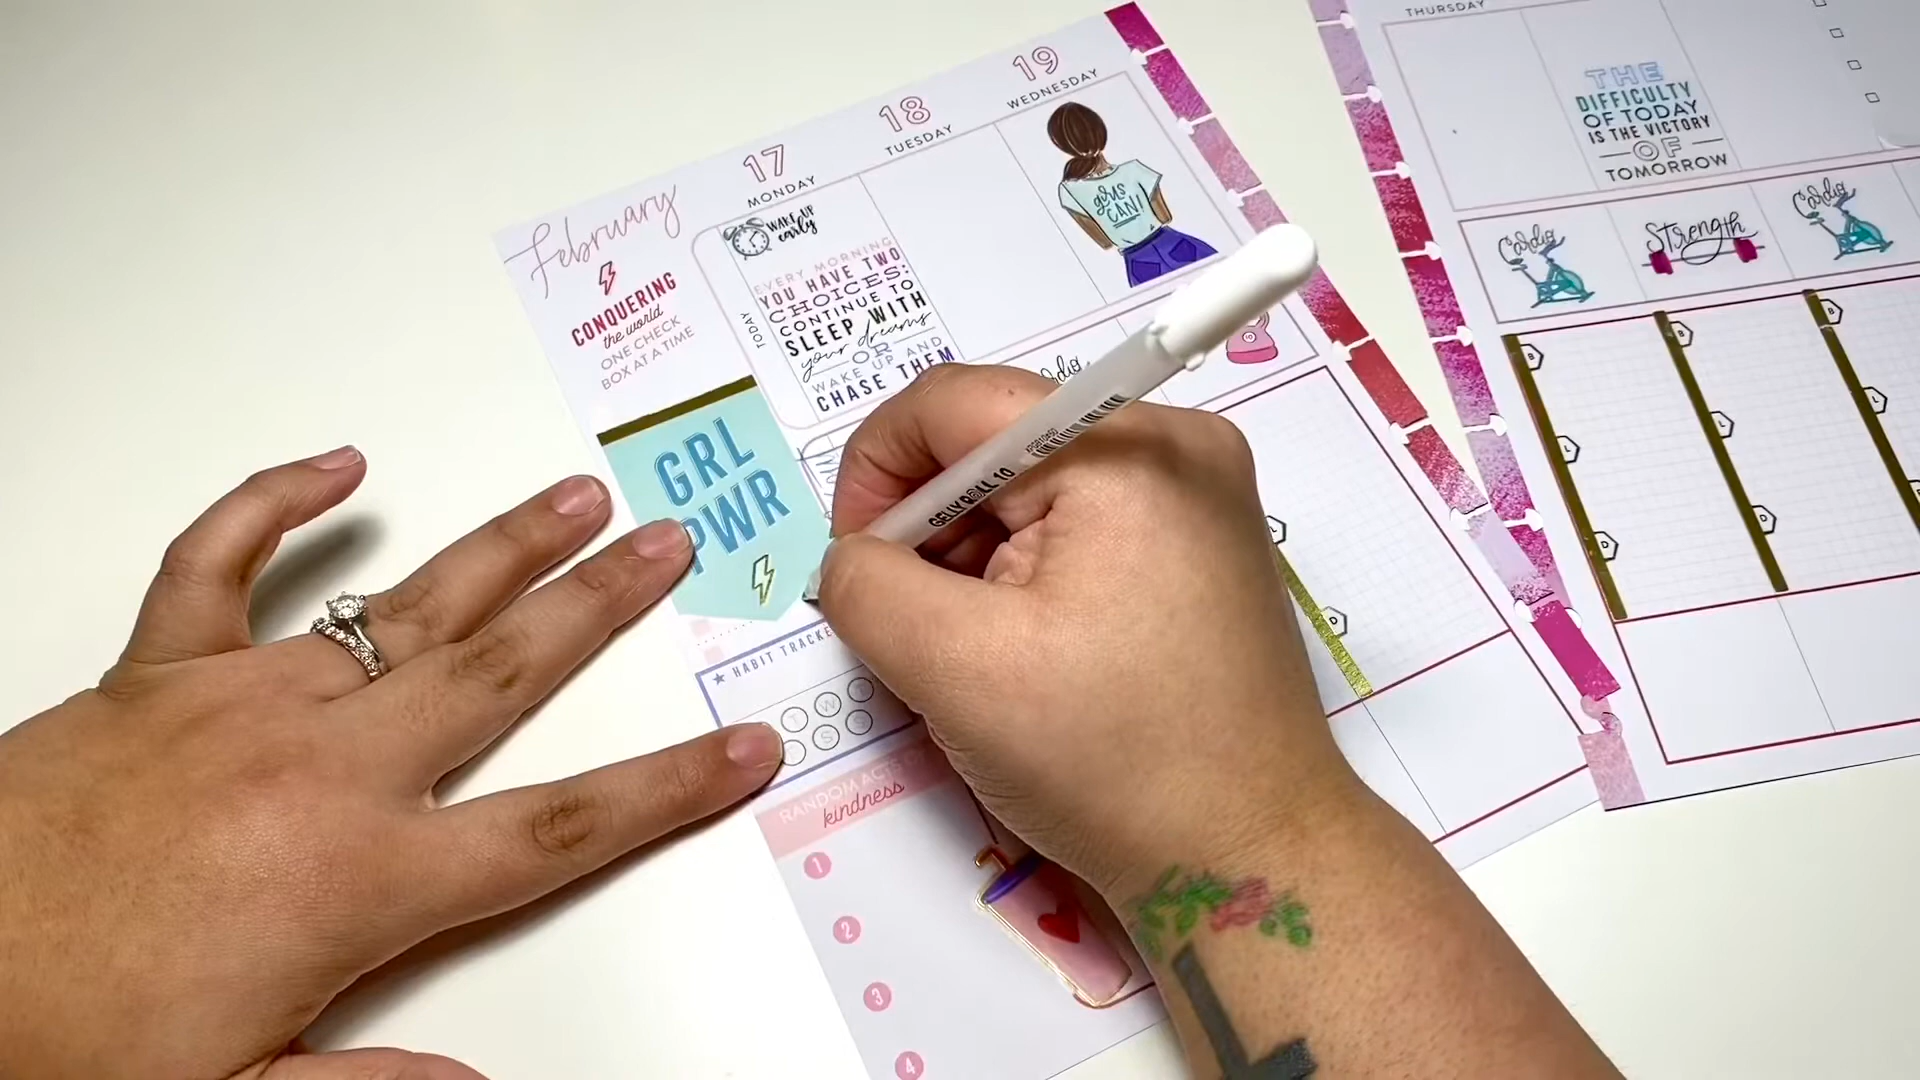 February
CONQUERING
the world
ONE CHECK
BOX AT A TIME
GRL
PWR
HABIT TRACKE
T W T
S S
RANDOM ACTS
kindness
1
2
3
4
17
MONDAY
18
TUESDAY
19
WEDNESDAY
TODAY
WAKE UP
early
EVERY MORNING
YOU HAVE TWO
CHOICES:
CONTINUE TO
SLEEP WITH
your dreams
OR
WAKE UP AND
CHASE THEM
girls
CAN!
L
D
GELLY ROLL 10
THURSDAY
THE
DIFFICULTY
OF TODAY
IS THE VICTORY
OF
TOMORROW
Cardio
Strength
Cardio
B
B
B
L
L
L
D
D